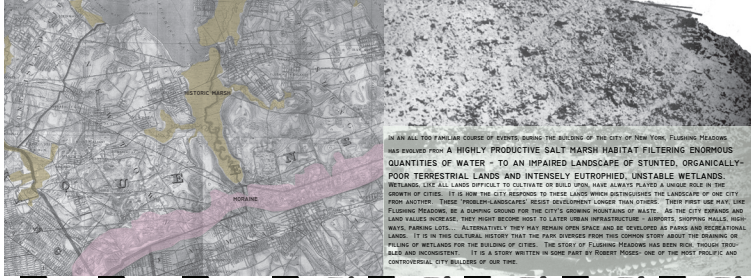 HISTORIC MARSH
MORAINE
Q U E E N S
IN AN ALL TOO FAMILIAR COURSE OF EVENTS, DURING THE BUILDING OF THE CITY OF NEW YORK, FLUSHING MEADOWS
HAS EVOLVED FROM A HIGHLY PRODUCTIVE SALT MARSH HABITAT FILTERING ENORMOUS
QUANTITIES OF WATER - TO AN IMPAIRED LANDSCAPE OF STUNTED, ORGANICALLY-
POOR TERRESTRIAL LANDS AND INTENSELY EUTROPHIED, UNSTABLE WETLANDS.
WETLANDS, LIKE ALL LANDS DIFFICULT TO CULTIVATE OR BUILD UPON, HAVE ALWAYS PLAYED A UNIQUE ROLE IN THE
GROWTH OF CITIES. IT IS HOW THE CITY RESPONDS TO THESE LANDS WHICH DISTINGUISHES THE LANDSCAPE OF ONE CITY
FROM ANOTHER. THESE 'PROBLEM-LANDSCAPES' RESIST DEVELOPMENT LONGER THAN OTHERS. THEIR FIRST USE MAY, LIKE
FLUSHING MEADOWS, BE A DUMPING GROUND FOR THE CITY'S GROWING MOUNTAINS OF WASTE. AS THE CITY EXPANDS AND
LAND VALUES INCREASE, THEY MIGHT BECOME HOST TO LATER URBAN INFRASTRUCTURE - AIRPORTS, SHOPPING MALLS, HIGH-
WAYS, PARKING LOTS... ALTERNATIVELY THEY MAY REMAIN OPEN SPACE AND BE DEVELOPED AS PARKS AND RECREATIONAL
LANDS. IT IS IN THIS CULTURAL HISTORY THAT THE PARK DIVERGES FROM THIS COMMON STORY ABOUT THE DRAINING OR
FILLING OF WETLANDS FOR THE BUILDING OF CITIES. THE STORY OF FLUSHING MEADOWS HAS BEEN RICH, THOUGH TROU-
BLED AND INCONSISTENT. IT IS A STORY WRITTEN IN SOME PART BY ROBERT MOSES- ONE OF THE MOST PROLIFIC AND
CONTROVERSIAL CITY BUILDERS OF OUR TIME.